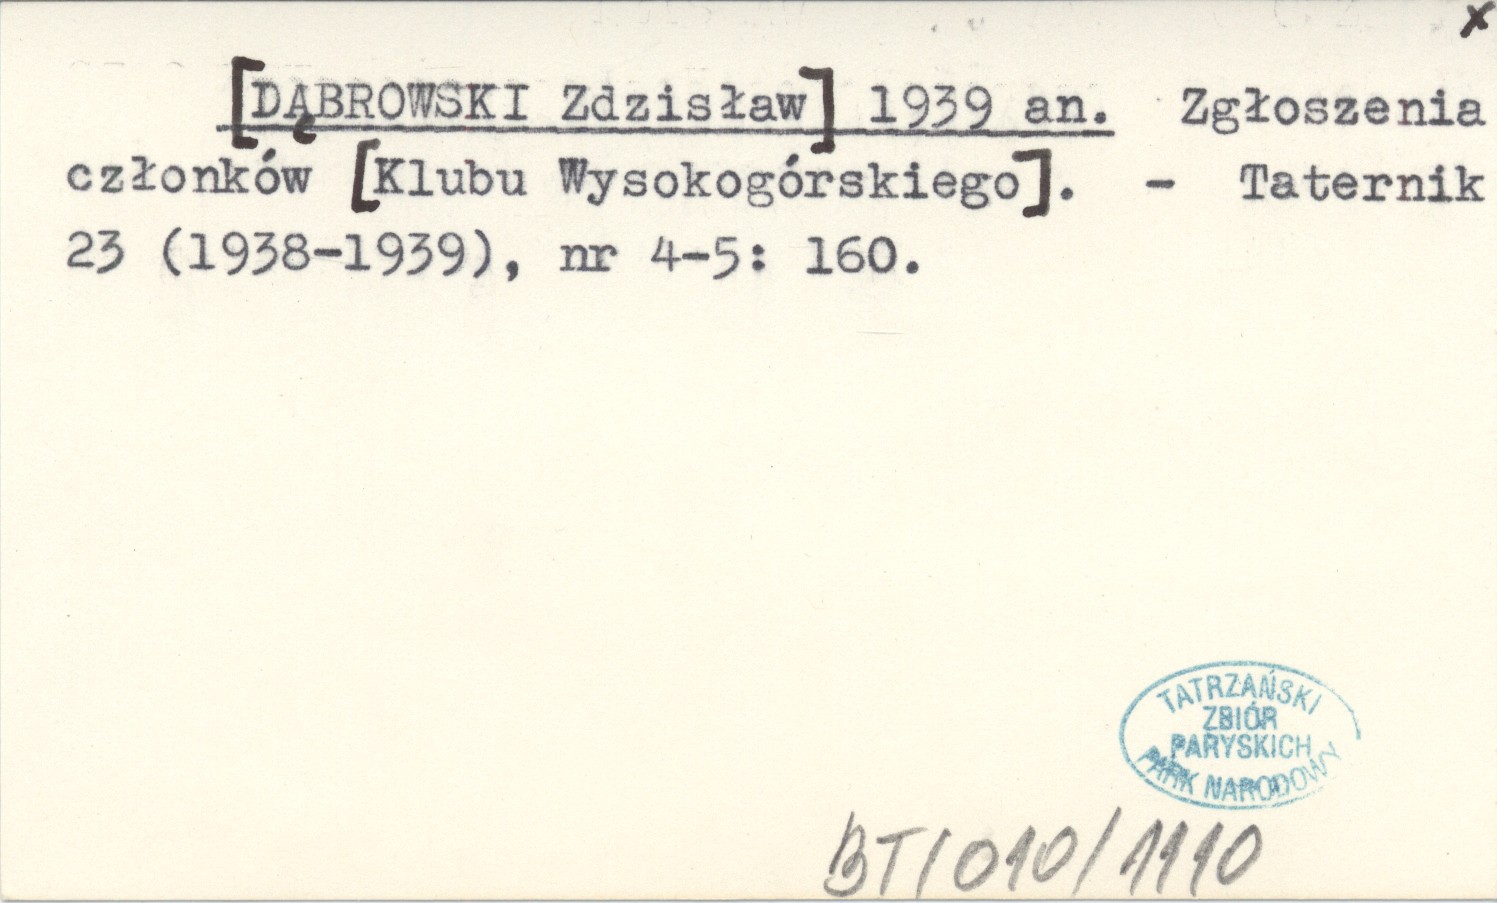 x
[DĄBROWSKI Zdzisław] 1939 an. Zgłoszenia
członków [Klubu Wysokogórskiego]. - Taternik
23 (1938-1939), nr 4-5: 160.
TATRZAŃSKI
ZBIÓR
PARYSKICH
PARK NARODOWY
BT/010/1110